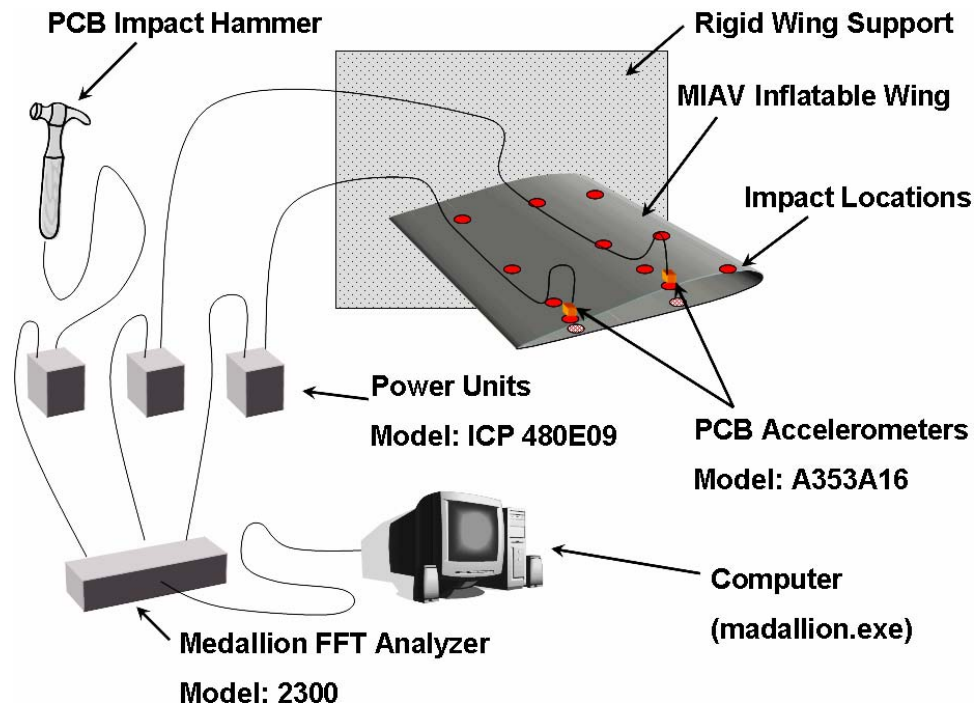 PCB Impact Hammer
Rigid Wing Support
MIAV Inflatable Wing
Impact Locations
Power Units
Model: ICP 480E09
PCB Accelerometers
Model: A353A16
Computer
(madallion.exe)
Medallion FFT Analyzer
Model: 2300